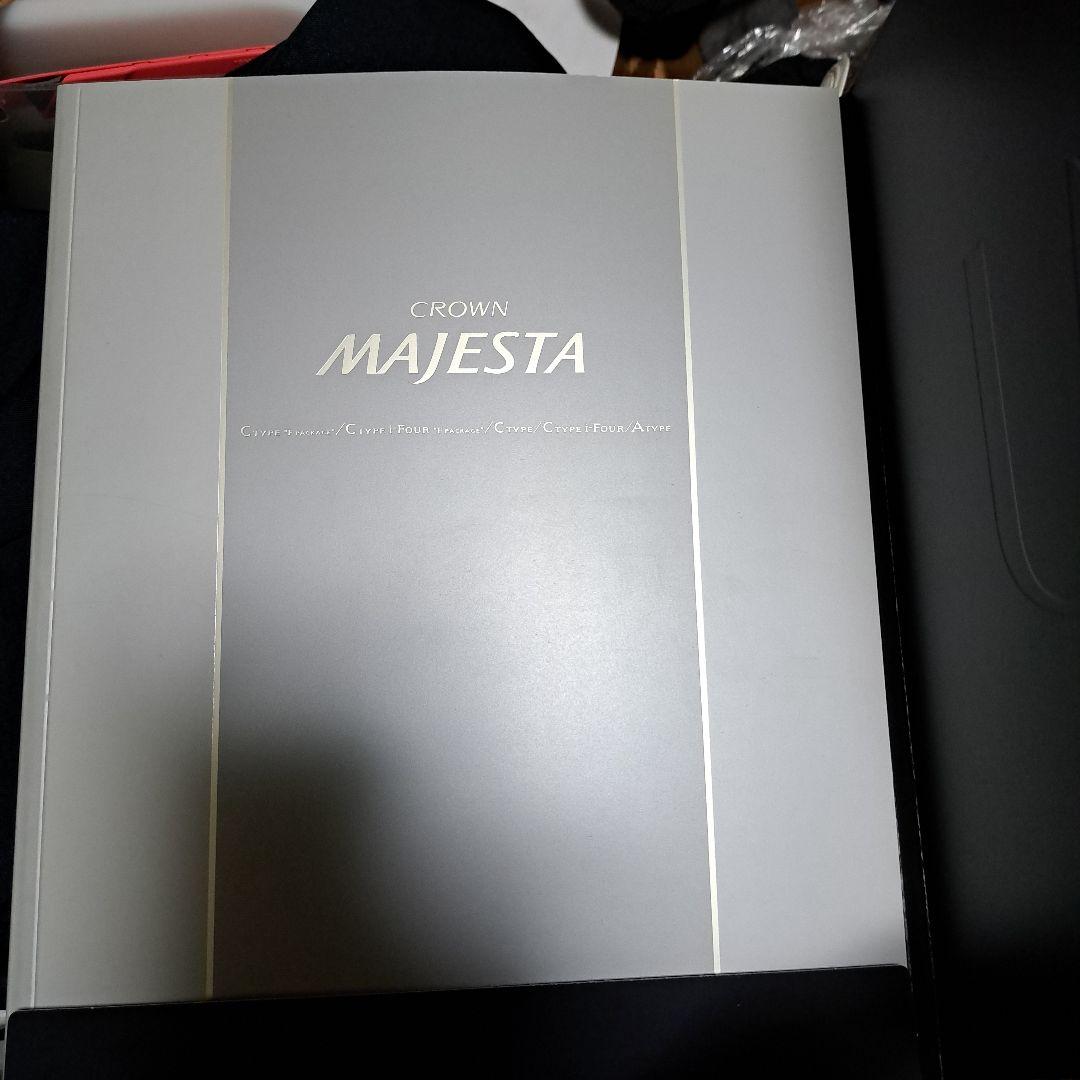 CROWN
MAJESTA
C TYPE "F PACKAGE"/C TYPE i-FOUR "F PACKAGE"/C TYPE/C TYPE i-FOUR/A TYPE